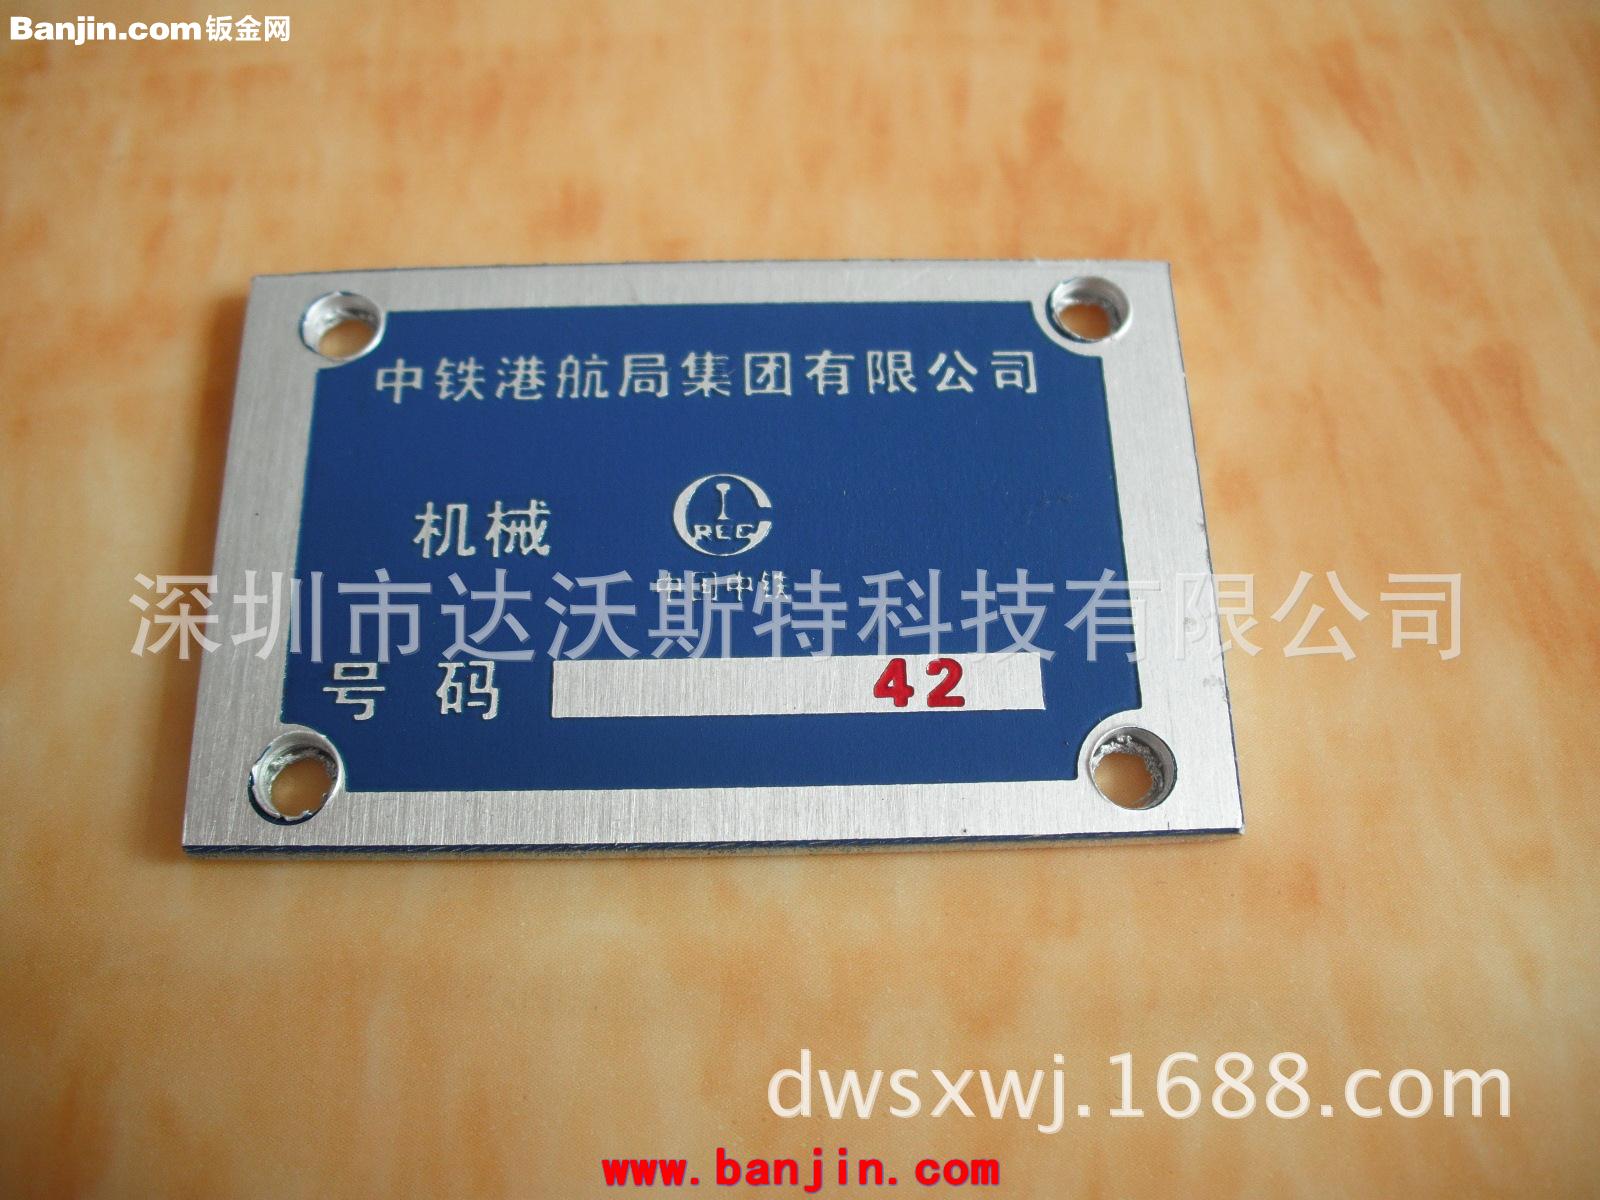 Banjin.com钣金网
中铁港航局集团有限公司
机械
REC
中国中铁
深圳市达沃斯特科技有限公司
号 码 42
dwsxwj.1688.com
www.banjin.com